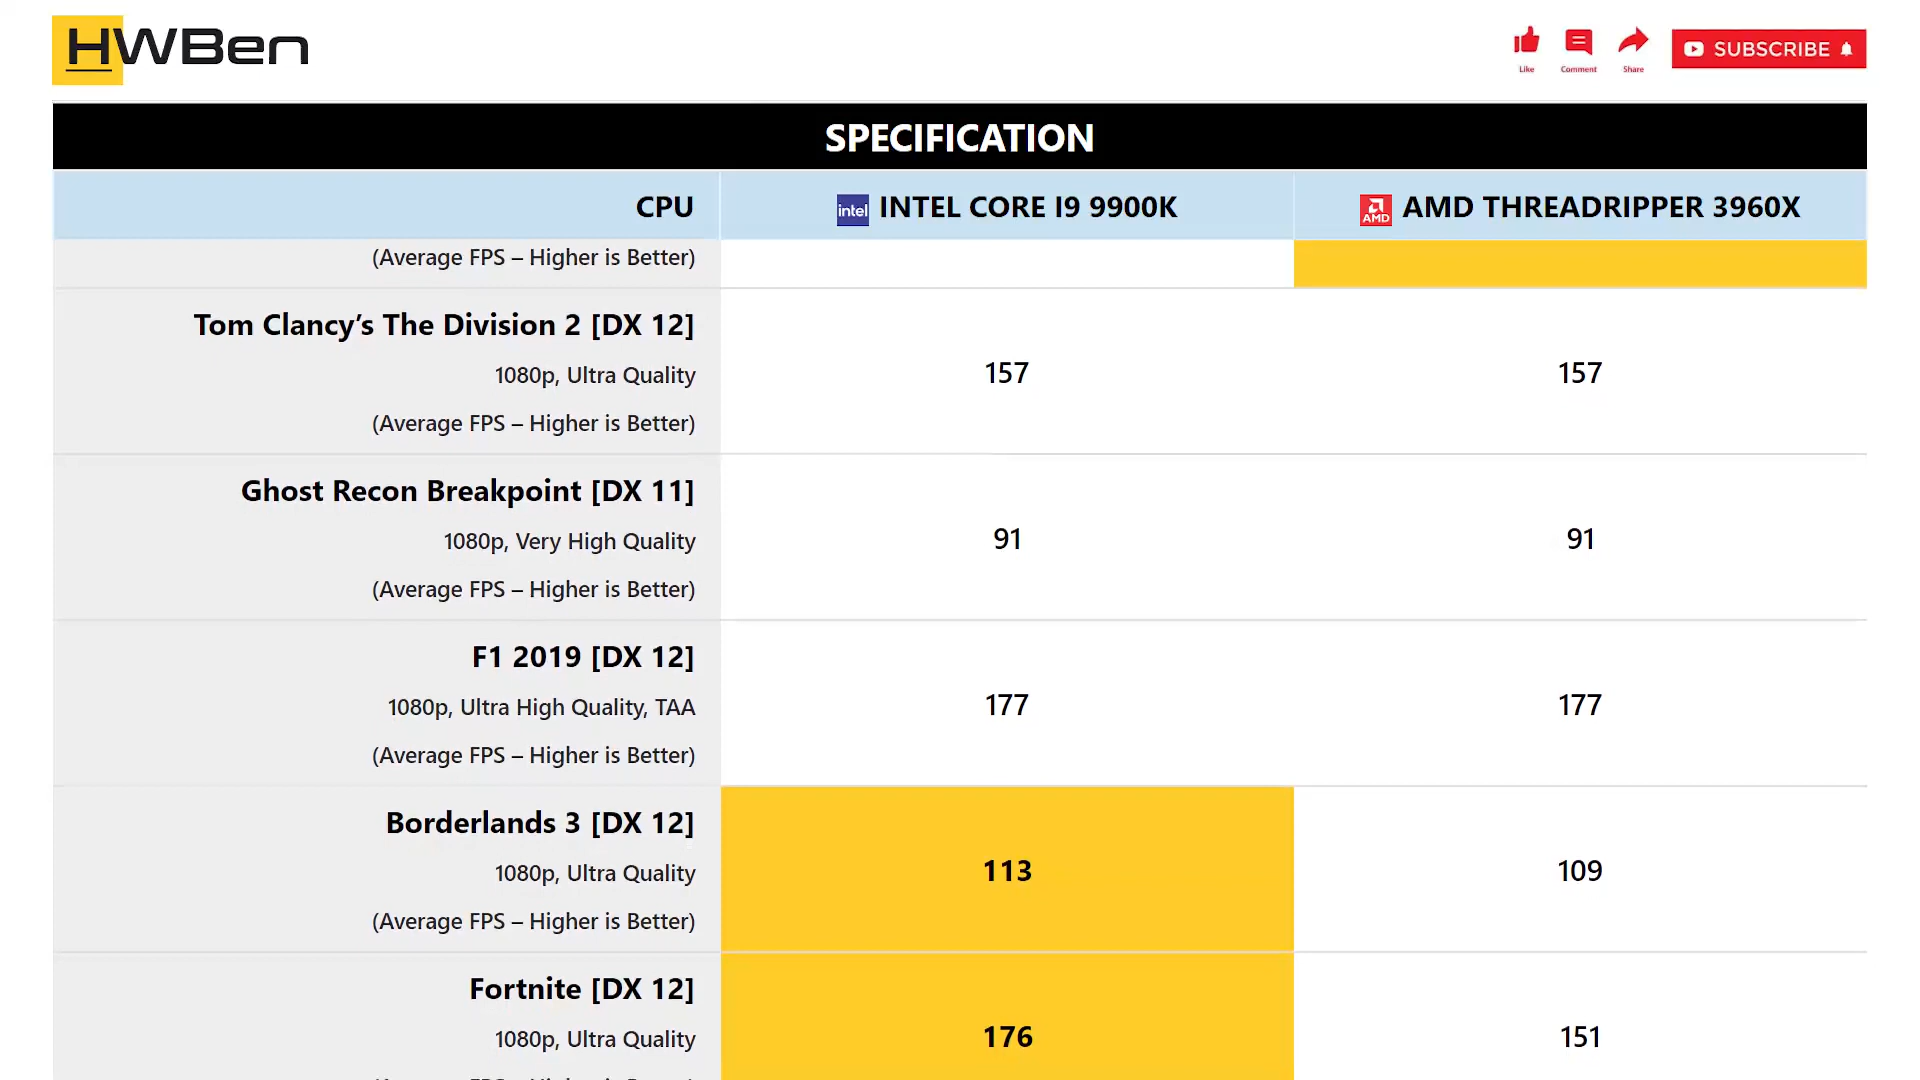 HWBen
Like
Comment
Share
SUBSCRIBE
SPECIFICATION
CPU
intel INTEL CORE I9 9900K
AMD AMD THREADRIPPER 3960X
(Average FPS – Higher is Better)
Tom Clancy’s The Division 2 [DX 12]
1080p, Ultra Quality
(Average FPS – Higher is Better)
157
157
Ghost Recon Breakpoint [DX 11]
1080p, Very High Quality
(Average FPS – Higher is Better)
91
91
F1 2019 [DX 12]
1080p, Ultra High Quality, TAA
(Average FPS – Higher is Better)
177
177
Borderlands 3 [DX 12]
1080p, Ultra Quality
(Average FPS – Higher is Better)
113
109
Fortnite [DX 12]
1080p, Ultra Quality
176
151